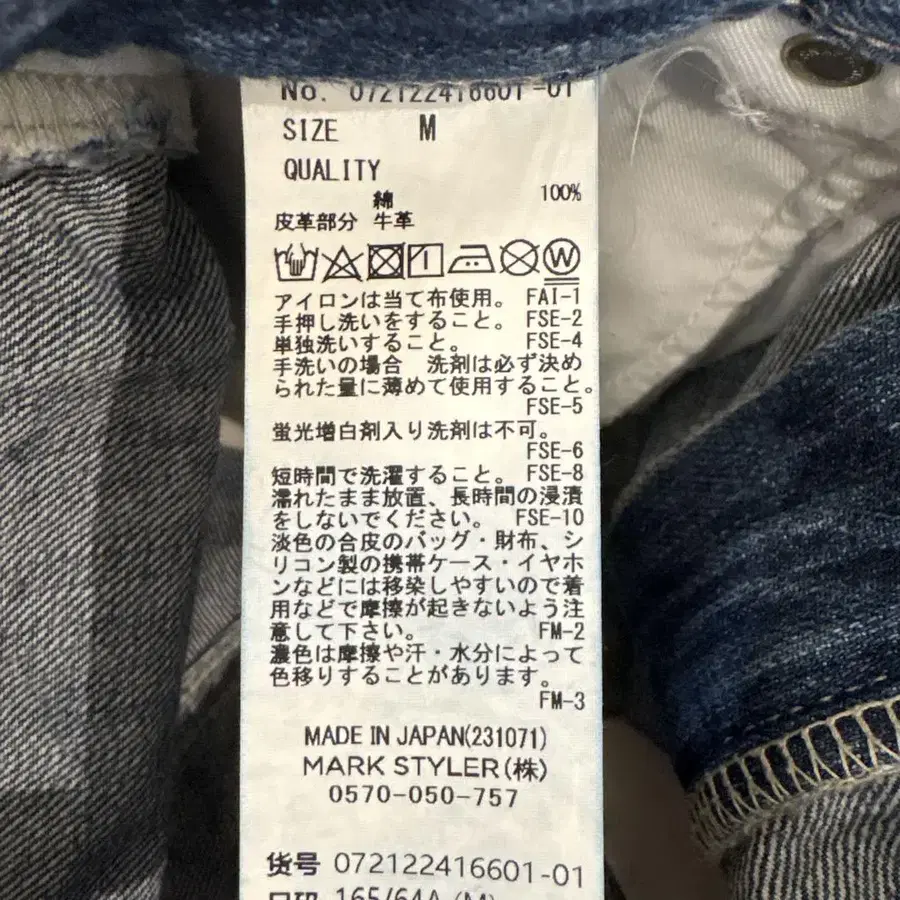 No. 072122416601-01
SIZE M
QUALITY
綿 100%
皮革部分 牛革
W
アイロンは当て布使用。 FAI-1
手押し洗いをすること。 FSE-2
単独洗いすること。 FSE-4
手洗いの場合 洗剤は必ず決め
られた量に薄めて使用すること。
FSE-5
蛍光増白剤入り洗剤は不可。
FSE-6
短時間で洗濯すること。 FSE-8
濡れたまま放置、長時間の浸漬
をしないでください。 FSE-10
淡色の合皮のバッグ・財布、シ
リコン製の携帯ケース・イヤホ
ンなどには移染しやすいので着
用などで摩擦が起きないよう注
意して下さい。 FM-2
濃色は摩擦や汗・水分によって
色移りすることがあります。
FM-3
MADE IN JAPAN(231071)
MARK STYLER(株)
0570-050-757
货号 072122416601-01
165/64A (M)